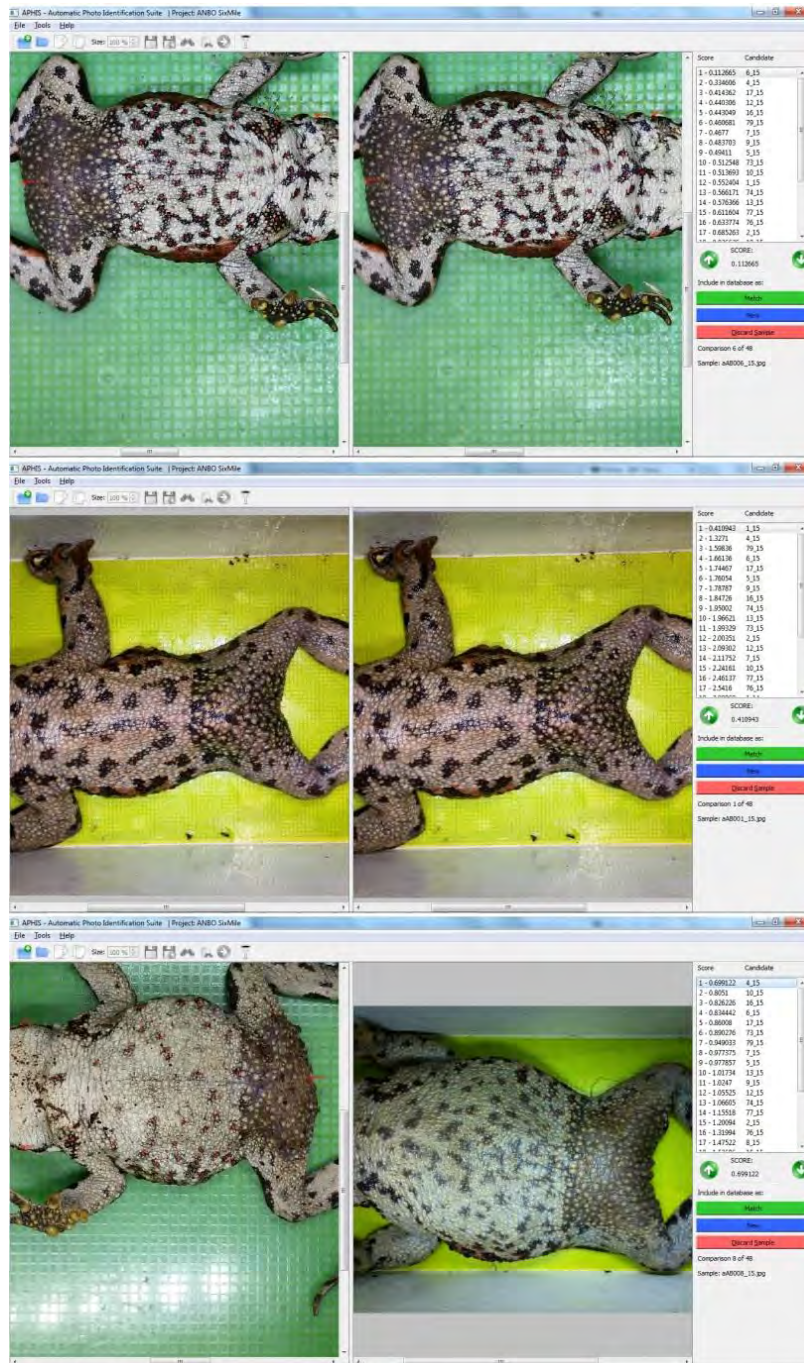 APHIS - Automatic Photo Identification Suite | Project: ANBO SixMile
File Tools Help
Size: 100 %
Score Candidate
1 - 0.112665 6_15
2 - 0.334606 4_15
3 - 0.414362 17_15
4 - 0.440306 12_15
5 - 0.443049 16_15
6 - 0.460681 79_15
7 - 0.4677 7_15
8 - 0.483703 9_15
9 - 0.49411 5_15
10 - 0.512548 73_15
11 - 0.513693 10_15
12 - 0.552404 1_15
13 - 0.566171 74_15
14 - 0.576366 13_15
15 - 0.611604 77_15
16 - 0.633774 76_15
17 - 0.685263 2_15
SCORE:
0.112665
Include in database as:
Match
New
Discard Sample
Comparison 6 of 48
Sample: aAB006_15.jpg
APHIS - Automatic Photo Identification Suite | Project: ANBO SixMile
File Tools Help
Size: 100 %
Score Candidate
1 - 0.410943 1_15
2 - 1.3271 4_15
3 - 1.59836 79_15
4 - 1.66136 6_15
5 - 1.74467 17_15
6 - 1.76054 5_15
7 - 1.78787 9_15
8 - 1.84726 16_15
9 - 1.95002 74_15
10 - 1.96621 13_15
11 - 1.99329 73_15
12 - 2.00351 2_15
13 - 2.09302 12_15
14 - 2.11752 7_15
15 - 2.24161 10_15
16 - 2.46137 77_15
17 - 2.5416 76_15
SCORE:
0.410943
Include in database as:
Match
New
Discard Sample
Comparison 1 of 48
Sample: aAB001_15.jpg
APHIS - Automatic Photo Identification Suite | Project: ANBO SixMile
File Tools Help
Size: 100 %
Score Candidate
1 - 0.699122 4_15
2 - 0.8051 10_15
3 - 0.826226 16_15
4 - 0.834442 6_15
5 - 0.86008 17_15
6 - 0.890276 73_15
7 - 0.949033 79_15
8 - 0.977375 7_15
9 - 0.977857 5_15
10 - 1.01734 13_15
11 - 1.0247 9_15
12 - 1.05525 12_15
13 - 1.06605 74_15
14 - 1.15518 77_15
15 - 1.20094 2_15
16 - 1.31994 76_15
17 - 1.47522 8_15
SCORE:
0.699122
Include in database as:
Match
New
Discard Sample
Comparison 8 of 48
Sample: aAB008_15.jpg